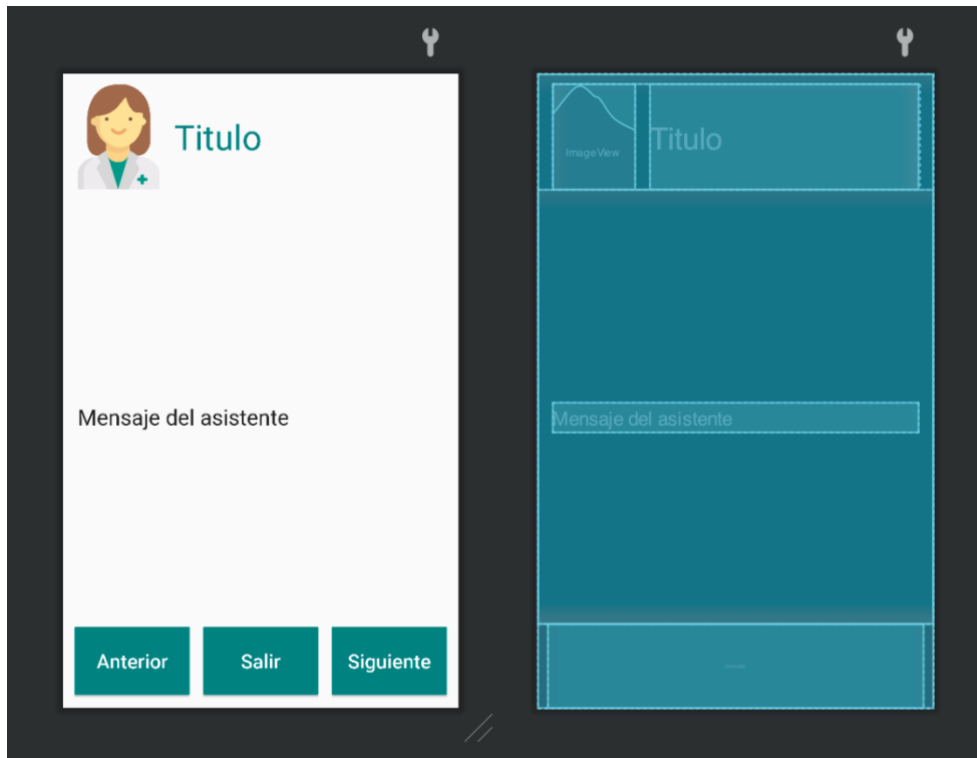 Titulo
Mensaje del asistente
Anterior Salir Siguiente
ImageView
Titulo
Mensaje del asistente